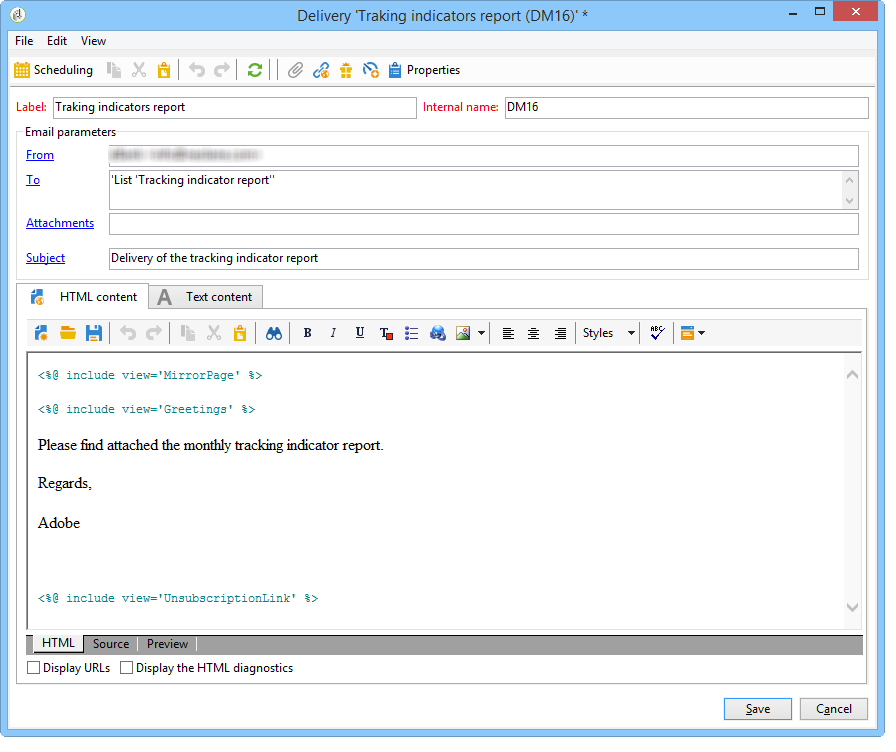 Delivery 'Traking indicators report (DM16)' *
File Edit View
Scheduling Properties
Label: Traking indicators report Internal name: DM16
Email parameters
From
To 'List 'Tracking indicator report''
Attachments
Subject Delivery of the tracking indicator report
HTML content A Text content
B I U T Styles ABC
<%@ include view='MirrorPage' %>
<%@ include view='Greetings' %>
Please find attached the monthly tracking indicator report.
Regards,
Adobe
<%@ include view='UnsubscriptionLink' %>
HTML Source Preview
Display URLs Display the HTML diagnostics
Save Cancel